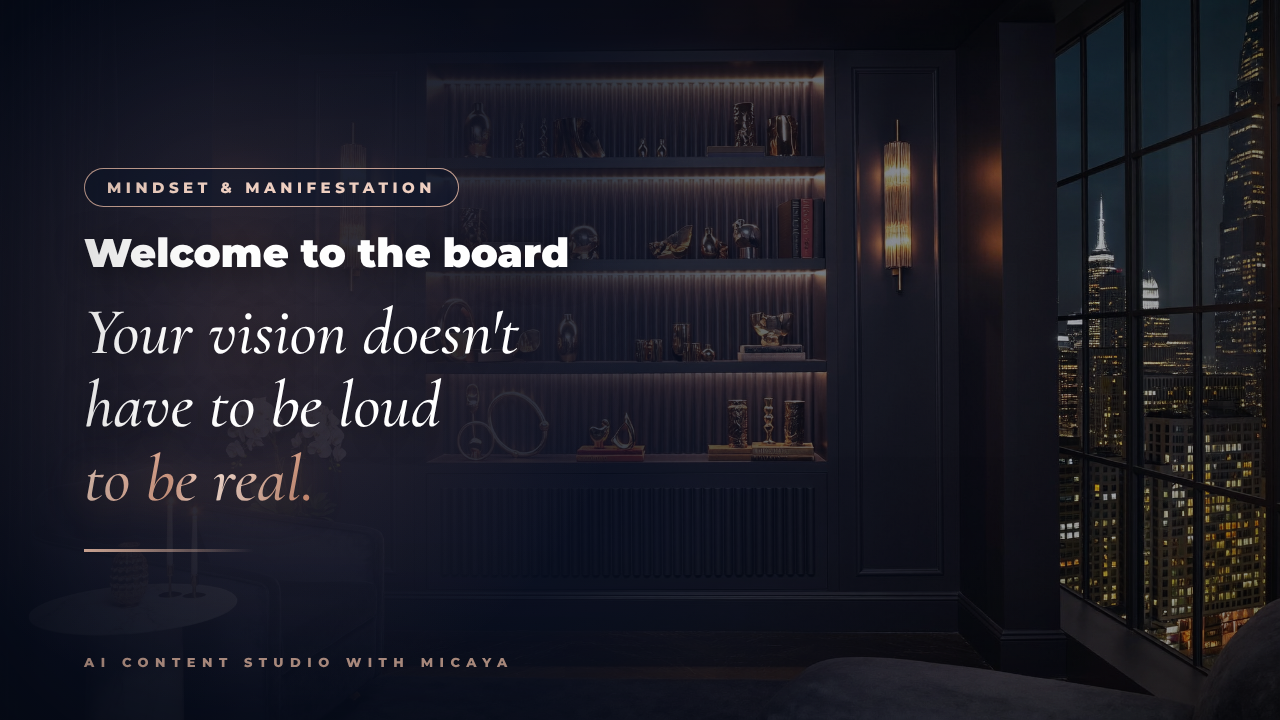 MINDSET & MANIFESTATION
Welcome to the board
Your vision doesn't
have to be loud
to be real.
AI CONTENT STUDIO WITH MICAYA